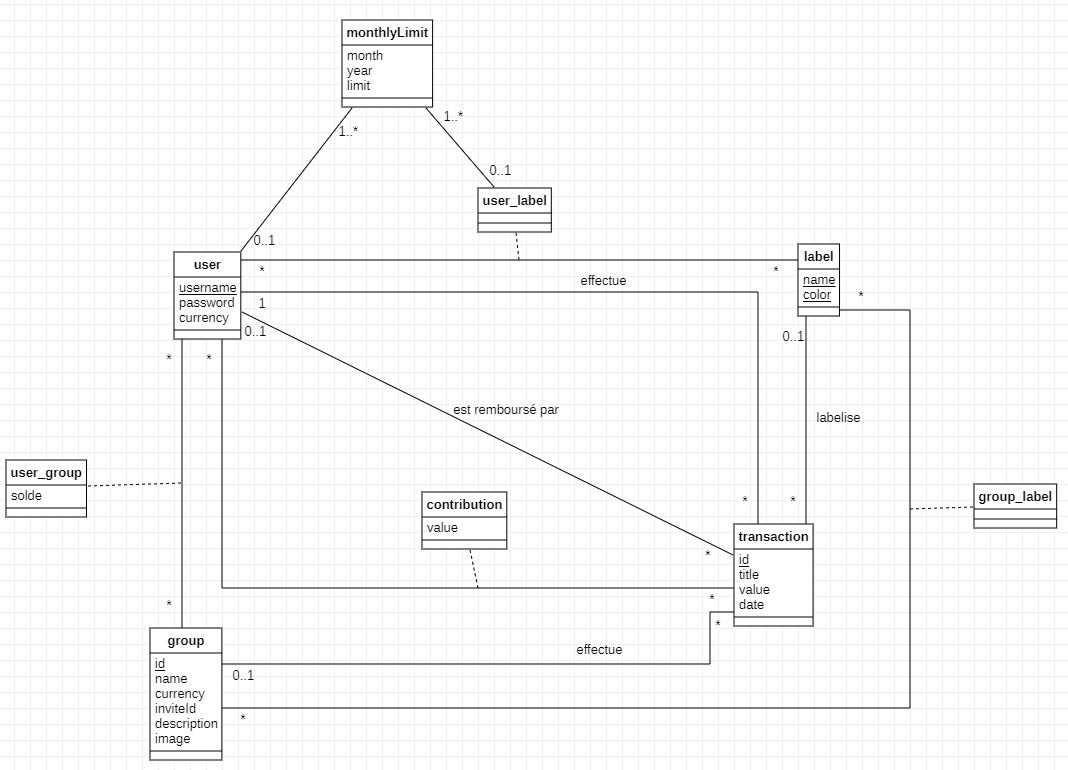 monthlyLimit
month
year
limit
1..*
1..*
0..1
user_label
0..1
user
username
password
currency
*
*
label
name
color
effectue
1
0..1
*
0..1
*
*
est remboursé par
labelise
user_group
solde
contribution
value
group_label
*
*
transaction
id
title
value
date
*
*
*
*
group
id
name
currency
inviteId
description
image
effectue
0..1
*